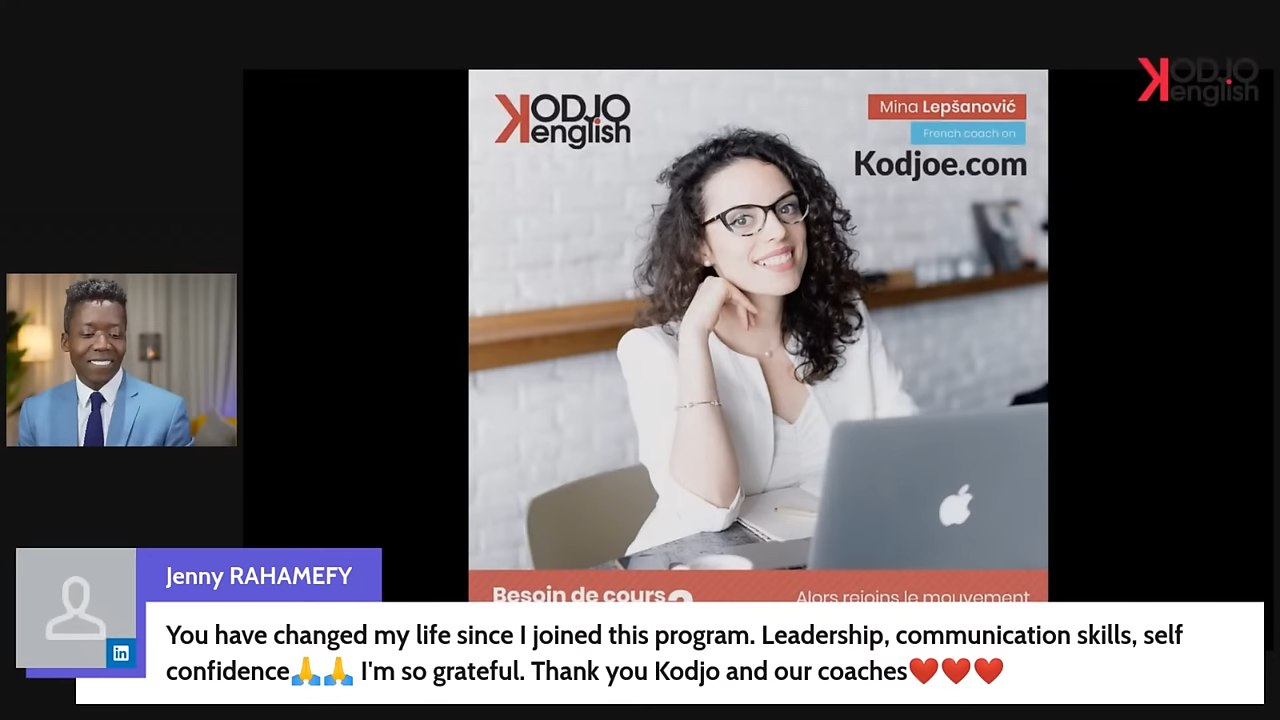 KODJO
english
KODJO
english
Mina Lepšanović
French coach on
Kodjoe.com
Besoin de cours ?
Alors rejoins le mouvement
Jenny RAHAMEFY
in
You have changed my life since I joined this program. Leadership, communication skills, self
confidence🙏🙏 I'm so grateful. Thank you Kodjo and our coaches❤️❤️❤️